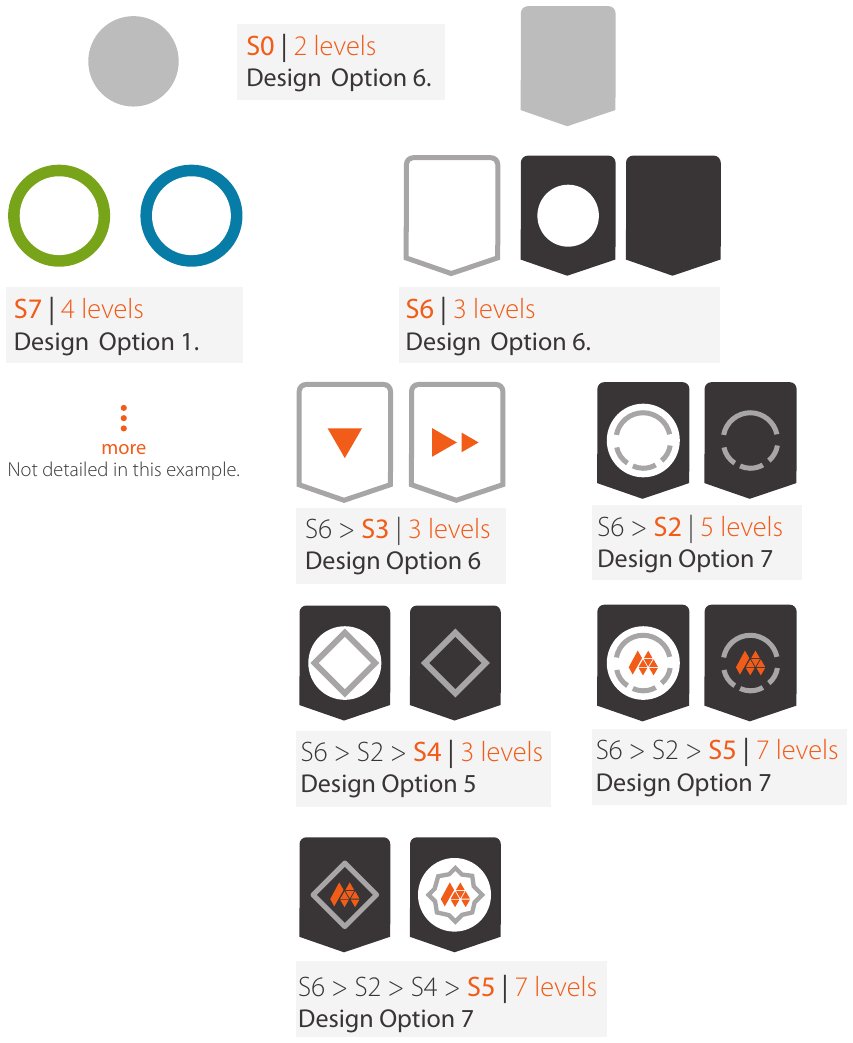 S0 | 2 levels
Design Option 6.
S7 | 4 levels
Design Option 1.
S6 | 3 levels
Design Option 6.
more
Not detailed in this example.
S6 > S3 | 3 levels
Design Option 6
S6 > S2 | 5 levels
Design Option 7
S6 > S2 > S4 | 3 levels
Design Option 5
S6 > S2 > S5 | 7 levels
Design Option 7
S6 > S2 > S4 > S5 | 7 levels
Design Option 7